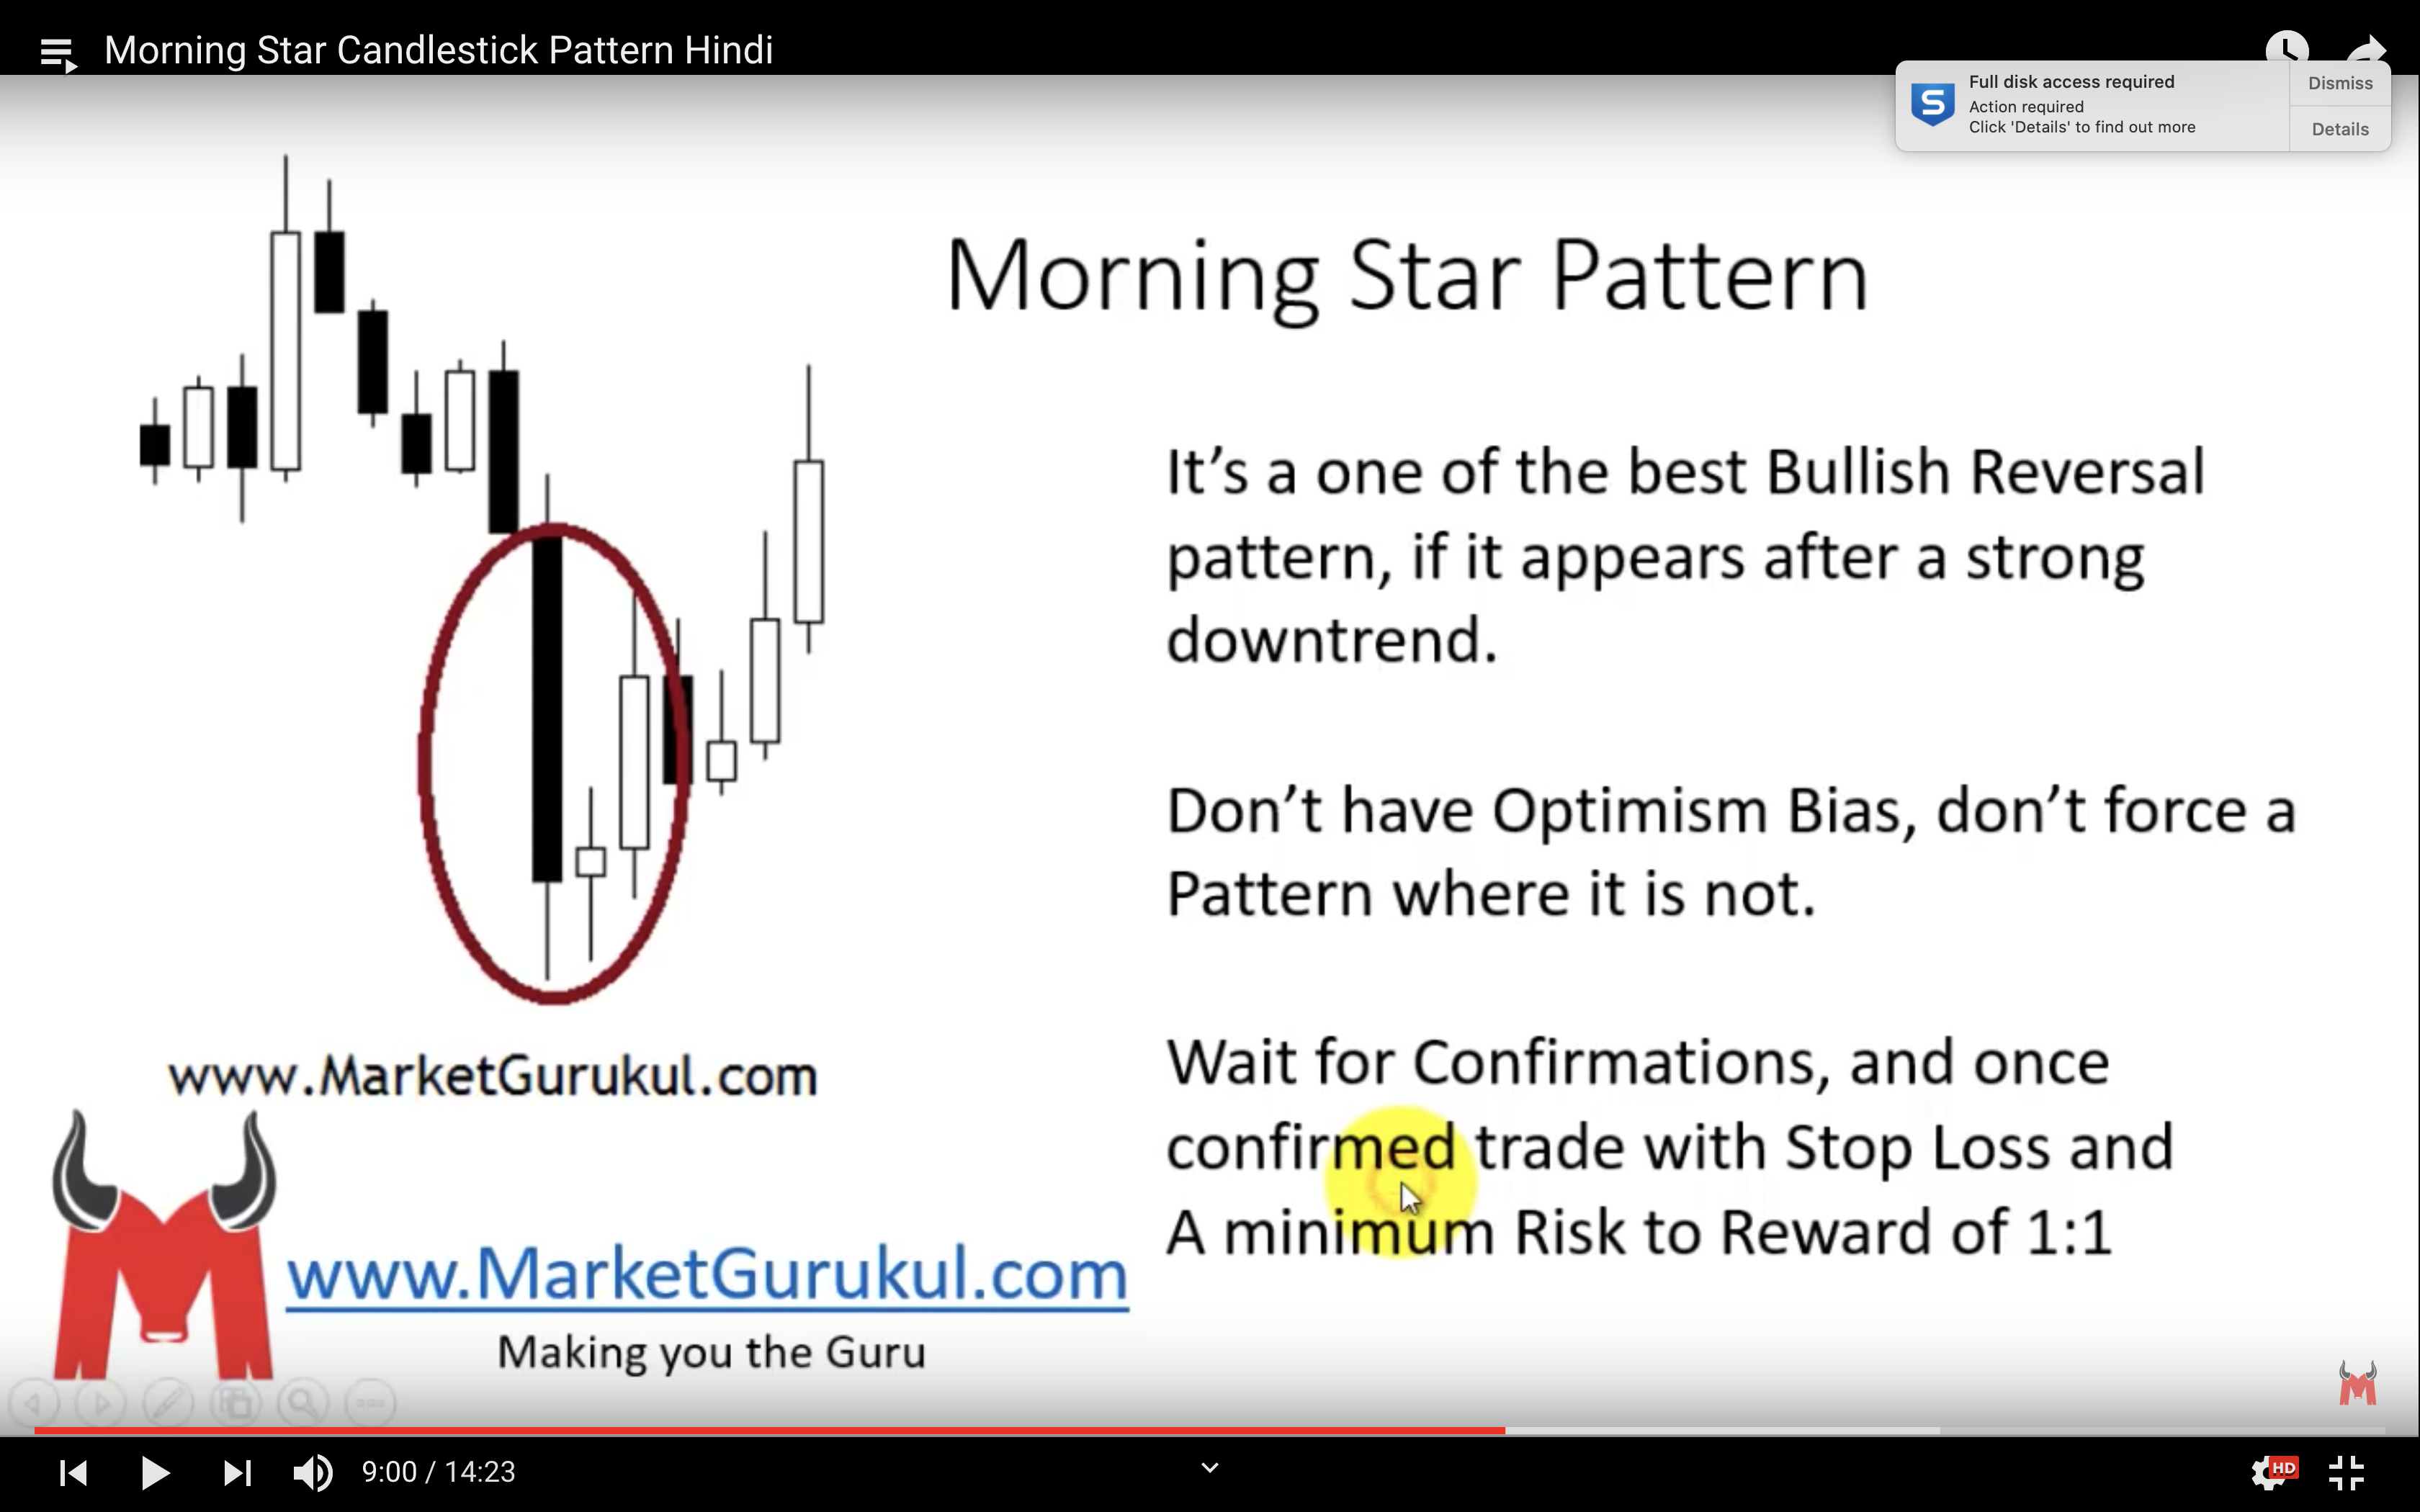 Morning Star Candlestick Pattern Hindi
Full disk access required
Action required
Click 'Details' to find out more
Dismiss
Details
Morning Star Pattern
It's a one of the best Bullish Reversal
pattern, if it appears after a strong
downtrend.
Don't have Optimism Bias, don't force a
Pattern where it is not.
Wait for Confirmations, and once
confirmed trade with Stop Loss and
A minimum Risk to Reward of 1:1
www.MarketGurukul.com
www.MarketGurukul.com
Making you the Guru
9:00 / 14:23
HD